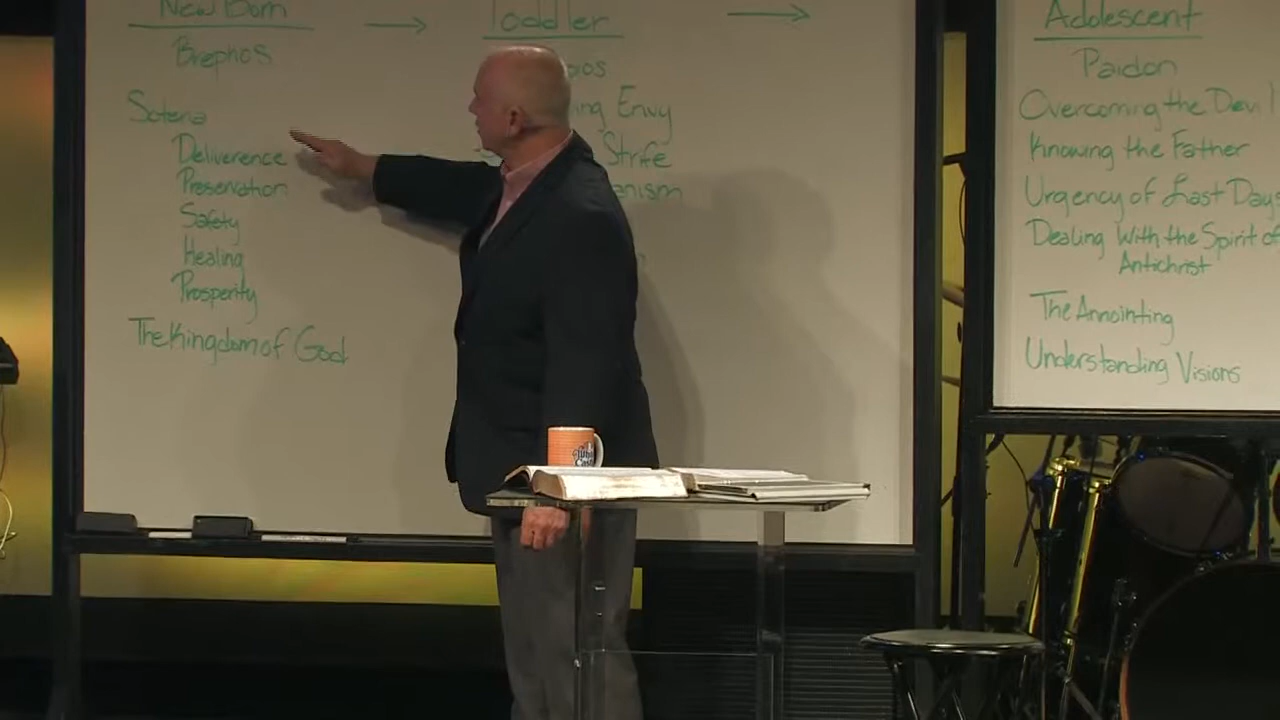 New Born
Brephos
Soteria
Deliverence
Preservation
Safety
Healing
Prosperity
The Kingdom of God
Toddler
Envy
Strife
Adolescent
Paidon
Overcoming the Devil
Knowing the Father
Urgency of Last Days
Dealing With the Spirit of
Antichrist
The Annointing
Understanding Visions